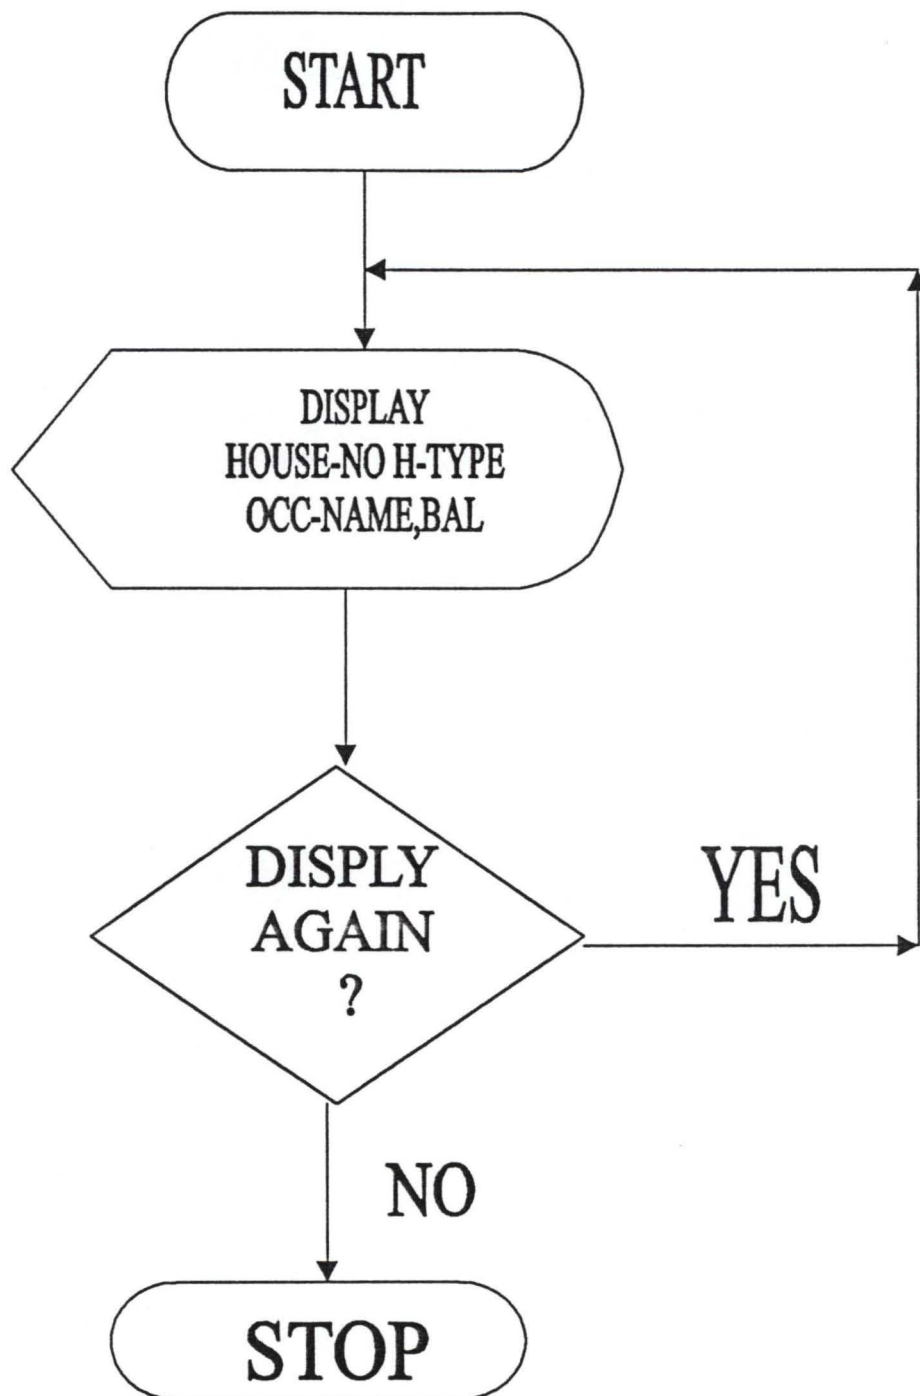 START
DISPLAY
HOUSE-NO H-TYPE
OCC-NAME,BAL
DISPLY
AGAIN
?
YES
NO
STOP